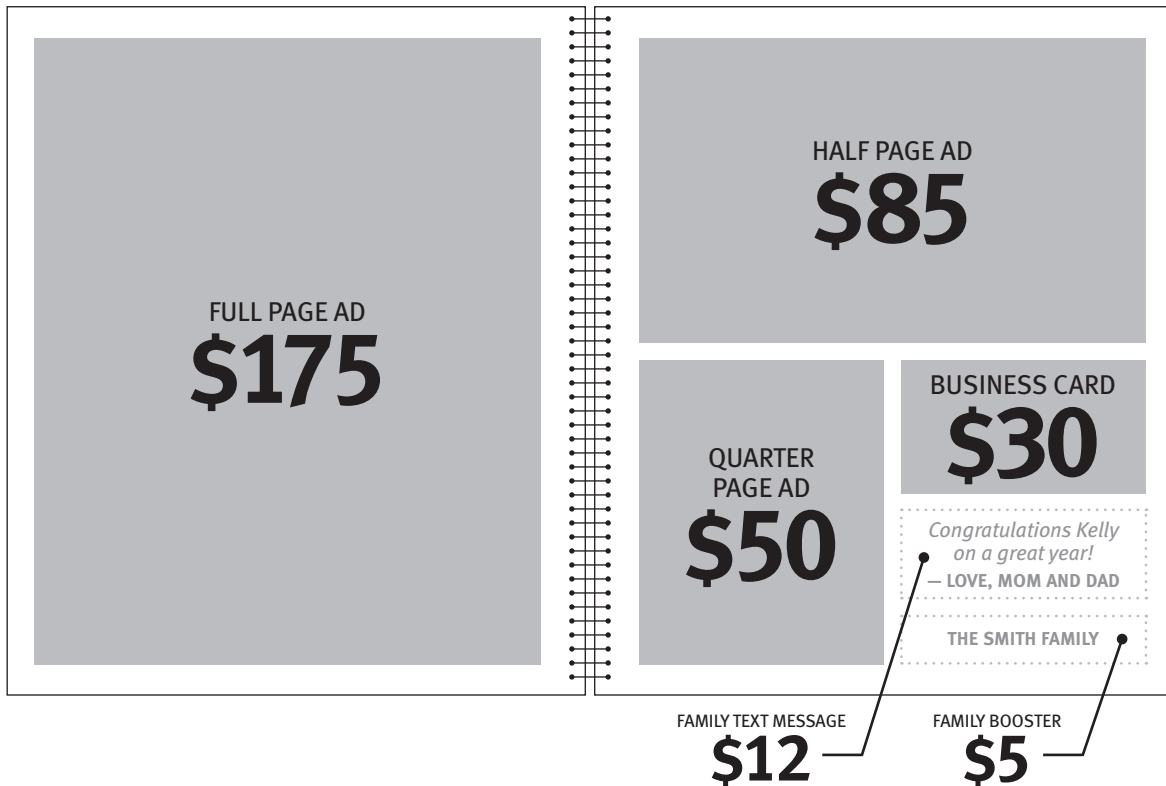 FULL PAGE AD
$175
HALF PAGE AD
$85
QUARTER
PAGE AD
$50
BUSINESS CARD
$30
Congratulations Kelly
on a great year!
— LOVE, MOM AND DAD
THE SMITH FAMILY
FAMILY TEXT MESSAGE
$12
FAMILY BOOSTER
$5